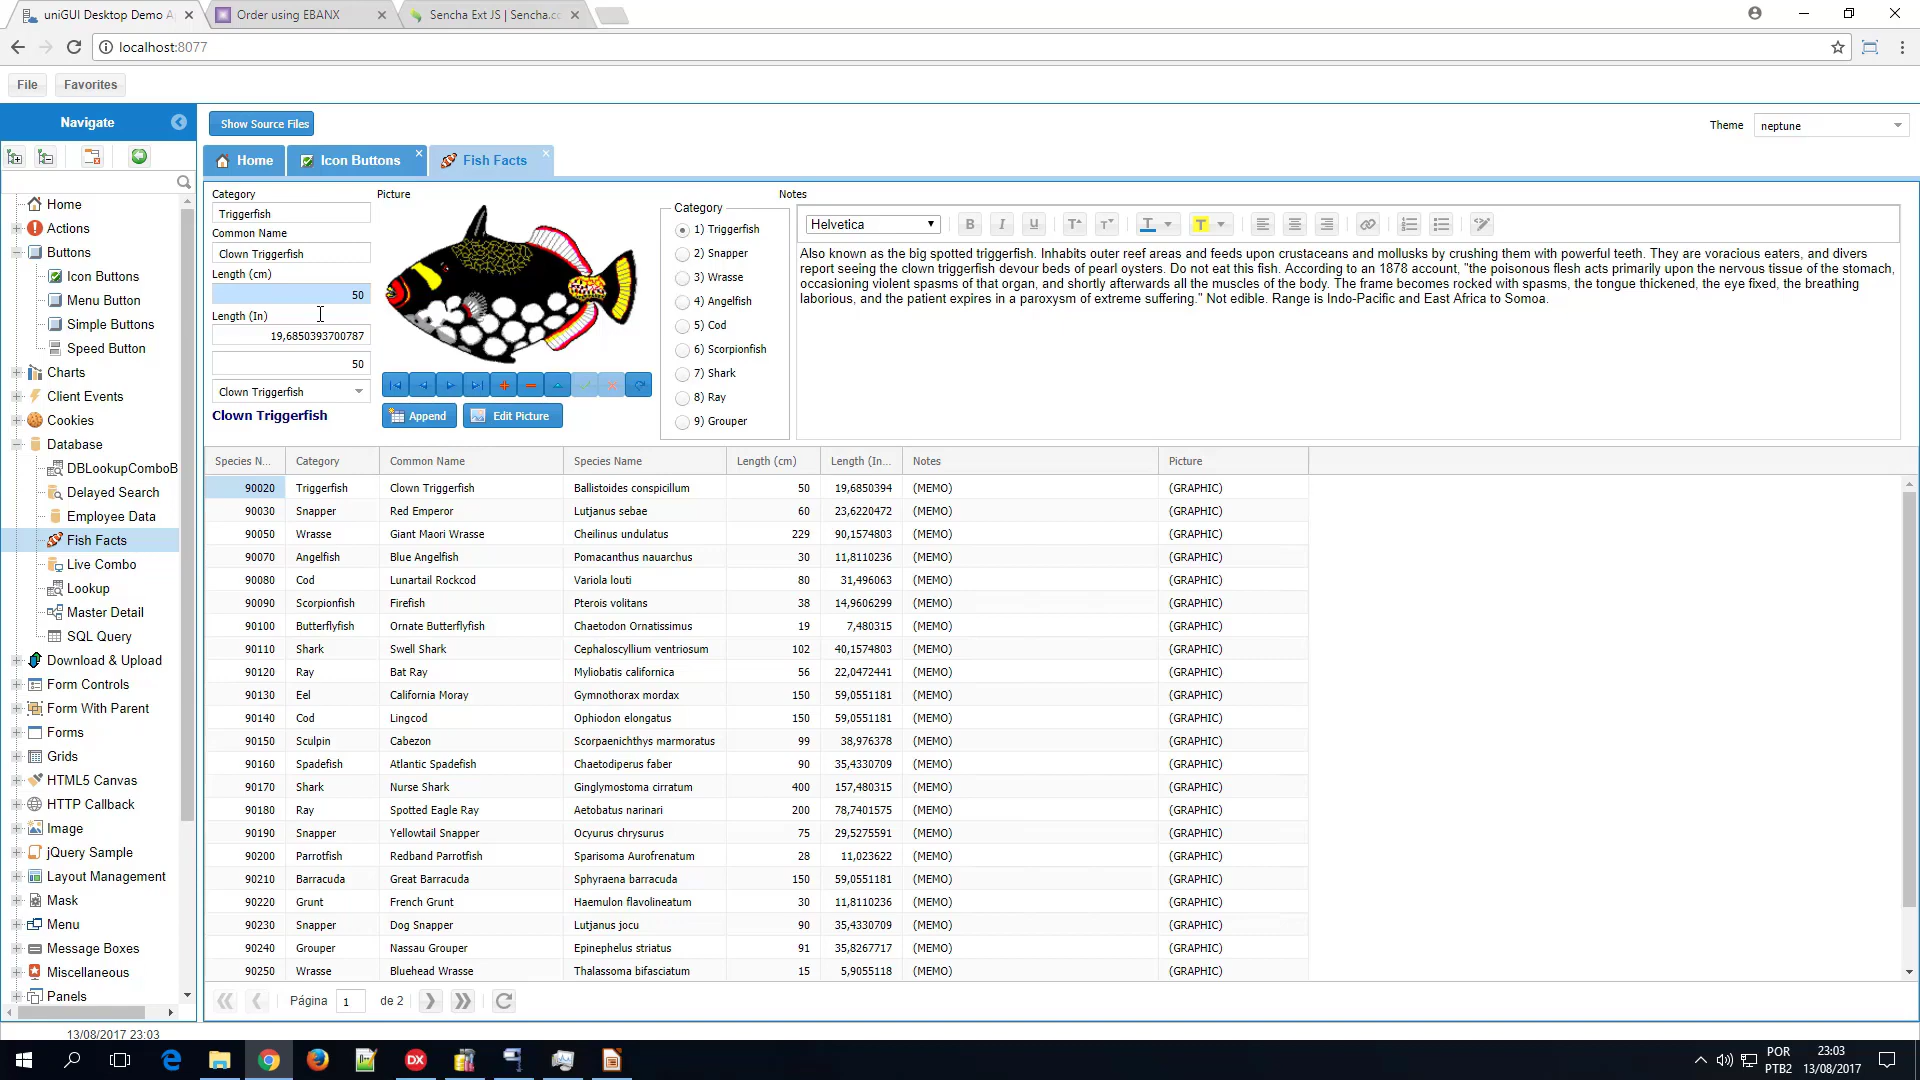 uniGUI Desktop Demo A
Order using EBANX
Sencha Ext JS | Sencha.c
localhost:8077
File
Favorites
Navigate
Show Source Files
Theme
neptune
Home
Icon Buttons
Fish Facts
Home
Actions
Buttons
Icon Buttons
Menu Button
Simple Buttons
Speed Button
Charts
Client Events
Cookies
Database
DBLookupComboB
Delayed Search
Employee Data
Fish Facts
Live Combo
Lookup
Master Detail
SQL Query
Download & Upload
Form Controls
Form With Parent
Forms
Grids
HTML5 Canvas
HTTP Callback
Image
jQuery Sample
Layout Management
Mask
Menu
Message Boxes
Miscellaneous
Panels
13/08/2017 23:03
Category
Triggerfish
Common Name
Clown Triggerfish
Length (cm)
50
Length (In)
19,6850393700787
50
Clown Triggerfish
Clown Triggerfish
Picture
Append
Edit Picture
Category
1) Triggerfish
2) Snapper
3) Wrasse
4) Angelfish
5) Cod
6) Scorpionfish
7) Shark
8) Ray
9) Grouper
Notes
Helvetica
B I U T T T T
Also known as the big spotted triggerfish. Inhabits outer reef areas and feeds upon crustaceans and mollusks by crushing them with powerful teeth. They are voracious eaters, and divers
report seeing the clown triggerfish devour beds of pearl oysters. Do not eat this fish. According to an 1878 account, "the poisonous flesh acts primarily upon the nervous tissue of the stomach,
occasioning violent spasms of that organ, and shortly afterwards all the muscles of the body. The frame becomes rocked with spasms, the tongue thickened, the eye fixed, the breathing
laborious, and the patient expires in a paroxysm of extreme suffering." Not edible. Range is Indo-Pacific and East Africa to Somoa.
Species N... Category Common Name Species Name Length (cm) Length (In... Notes Picture
90020 Triggerfish Clown Triggerfish Ballistoides conspicillum 50 19,6850394 (MEMO) (GRAPHIC)
90030 Snapper Red Emperor Lutjanus sebae 60 23,6220472 (MEMO) (GRAPHIC)
90050 Wrasse Giant Maori Wrasse Cheilinus undulatus 229 90,1574803 (MEMO) (GRAPHIC)
90070 Angelfish Blue Angelfish Pomacanthus nauarchus 30 11,8110236 (MEMO) (GRAPHIC)
90080 Cod Lunartail Rockcod Variola louti 80 31,496063 (MEMO) (GRAPHIC)
90090 Scorpionfish Firefish Pterois volitans 38 14,9606299 (MEMO) (GRAPHIC)
90100 Butterflyfish Ornate Butterflyfish Chaetodon Ornatissimus 19 7,480315 (MEMO) (GRAPHIC)
90110 Shark Swell Shark Cephaloscyllium ventriosum 102 40,1574803 (MEMO) (GRAPHIC)
90120 Ray Bat Ray Myliobatis californica 56 22,0472441 (MEMO) (GRAPHIC)
90130 Eel California Moray Gymnothorax mordax 150 59,0551181 (MEMO) (GRAPHIC)
90140 Cod Lingcod Ophiodon elongatus 150 59,0551181 (MEMO) (GRAPHIC)
90150 Sculpin Cabezon Scorpaenichthys marmoratus 99 38,976378 (MEMO) (GRAPHIC)
90160 Spadefish Atlantic Spadefish Chaetodiperus faber 90 35,4330709 (MEMO) (GRAPHIC)
90170 Shark Nurse Shark Ginglymostoma cirratum 400 157,480315 (MEMO) (GRAPHIC)
90180 Ray Spotted Eagle Ray Aetobatus narinari 200 78,7401575 (MEMO) (GRAPHIC)
90190 Snapper Yellowtail Snapper Ocyurus chrysurus 75 29,5275591 (MEMO) (GRAPHIC)
90200 Parrotfish Redband Parrotfish Sparisoma Aurofrenatum 28 11,023622 (MEMO) (GRAPHIC)
90210 Barracuda Great Barracuda Sphyraena barracuda 150 59,0551181 (MEMO) (GRAPHIC)
90220 Grunt French Grunt Haemulon flavolineatum 30 11,8110236 (MEMO) (GRAPHIC)
90230 Snapper Dog Snapper Lutjanus jocu 90 35,4330709 (MEMO) (GRAPHIC)
90240 Grouper Nassau Grouper Epinephelus striatus 91 35,8267717 (MEMO) (GRAPHIC)
90250 Wrasse Bluehead Wrasse Thalassoma bifasciatum 15 5,9055118 (MEMO) (GRAPHIC)
Página 1 de 2
DX
POR
PTB2
23:03
13/08/2017